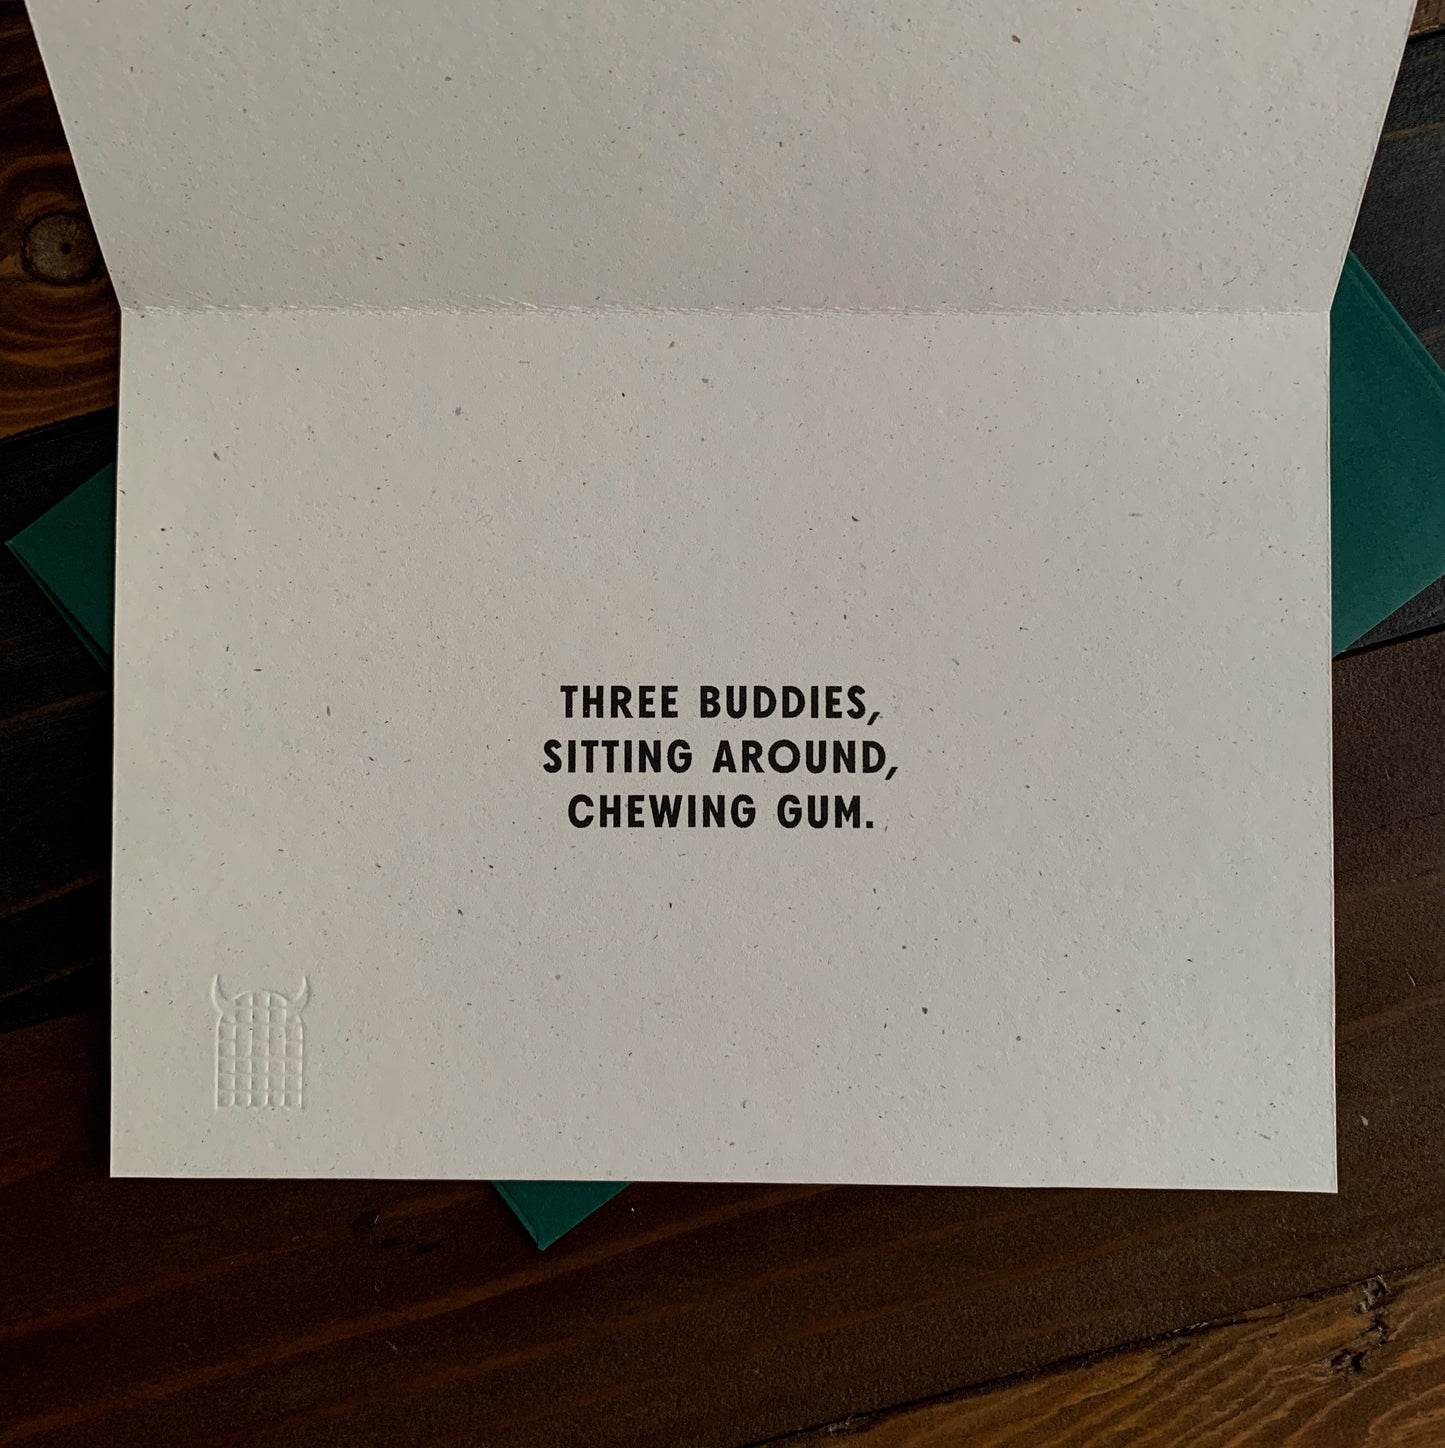 THREE BUDDIES,
SITTING AROUND,
CHEWING GUM.